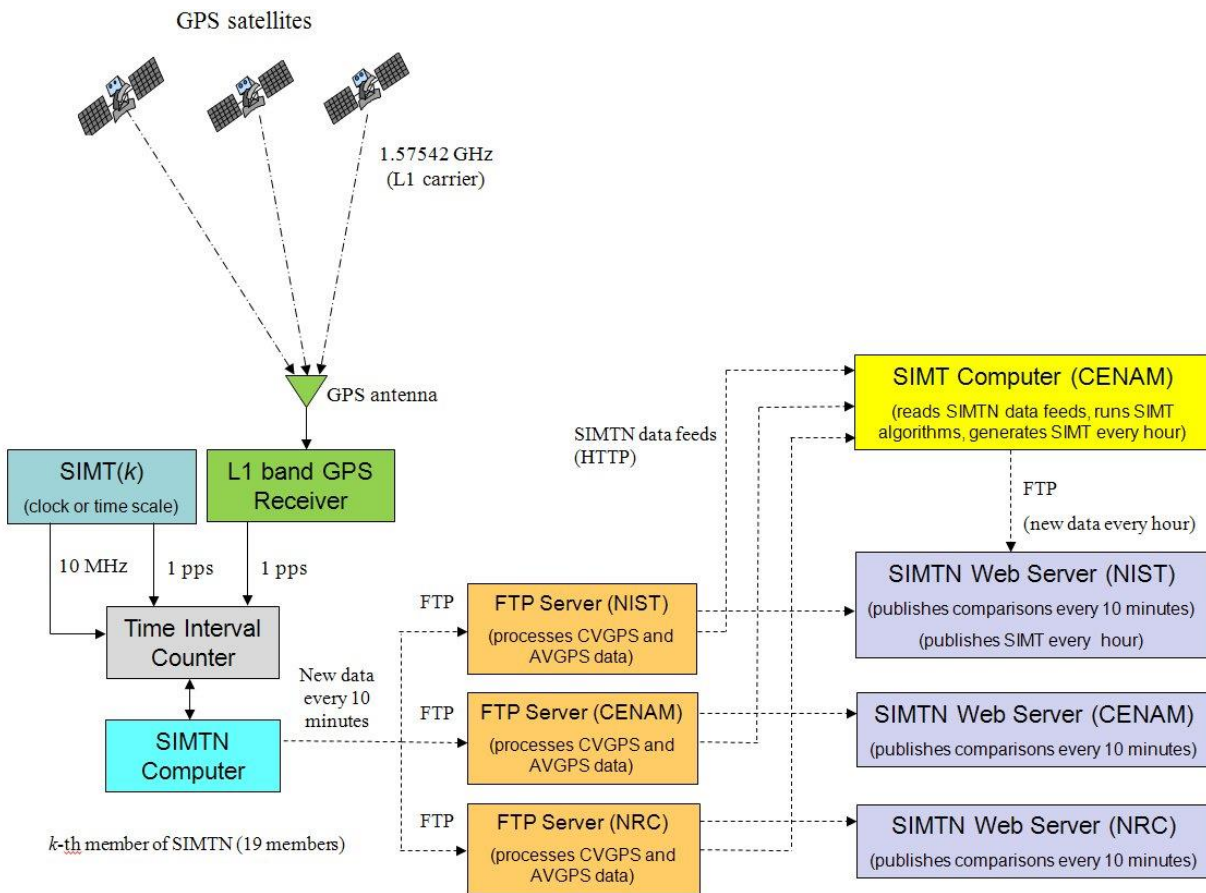 GPS satellites
1.57542 GHz
(L1 carrier)
GPS antenna
SIMT(k)
(clock or time scale)
L1 band GPS
Receiver
10 MHz
1 pps
1 pps
Time Interval
Counter
SIMTN
Computer
New data
every 10
minutes
k-th member of SIMTN (19 members)
FTP
FTP Server (NIST)
(processes CVGPS and
AVGPS data)
FTP
FTP Server (CENAM)
(processes CVGPS and
AVGPS data)
FTP
FTP Server (NRC)
(processes CVGPS and
AVGPS data)
SIMTN data feeds
(HTTP)
SIMT Computer (CENAM)
(reads SIMTN data feeds, runs SIMT
algorithms, generates SIMT every hour)
FTP
(new data every hour)
SIMTN Web Server (NIST)
(publishes comparisons every 10 minutes)
(publishes SIMT every hour)
SIMTN Web Server (CENAM)
(publishes comparisons every 10 minutes)
SIMTN Web Server (NRC)
(publishes comparisons every 10 minutes)